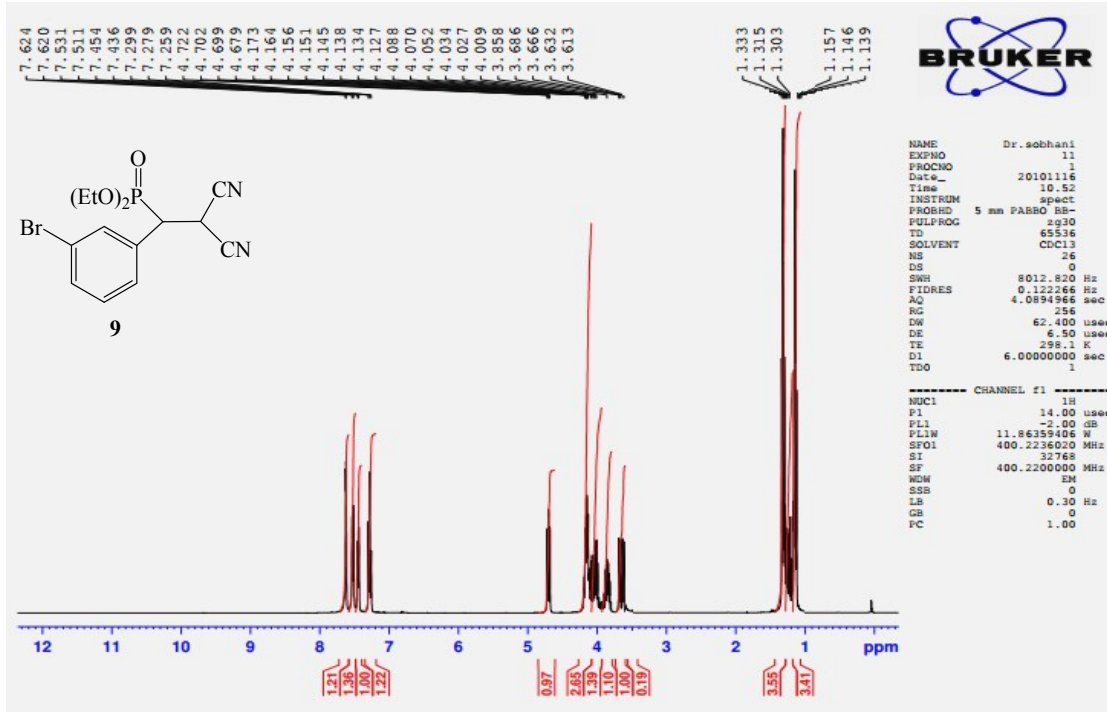 7.624
7.620
7.531
7.511
7.454
7.436
7.299
7.279
7.259
4.722
4.702
4.699
4.679
4.173
4.164
4.156
4.151
4.145
4.138
4.134
4.127
4.088
4.070
4.052
4.034
4.027
4.009
3.858
3.686
3.666
3.632
3.613
1.333
1.315
1.303
1.157
1.146
1.139
BRUKER
O
(EtO)2P
CN
Br
CN
9
NAME Dr.sobhani
EXPNO 11
PROCNO 1
Date_ 20101116
Time 10.52
INSTRUM spect
PROBHD 5 mm PABBO BB-
PULPROG zg30
TD 65536
SOLVENT CDCl3
NS 26
DS 0
SWH 8012.820 Hz
FIDRES 0.122266 Hz
AQ 4.0894966 sec
RG 256
DW 62.400 usec
DE 6.50 usec
TE 298.1 K
D1 6.00000000 sec
TD0 1
======== CHANNEL f1 ========
NUC1 1H
P1 14.00 usec
PL1 -2.00 dB
PL1W 11.86359406 W
SFO1 400.2236020 MHz
SI 32768
SF 400.2200000 MHz
WDW EM
SSB 0
LB 0.30 Hz
GB 0
PC 1.00
12 11 10 9 8 7 6 5 4 3 2 1 ppm
1.21
1.36
1.00
1.22
0.97
2.65
1.39
1.10
1.00
0.19
3.55
3.41